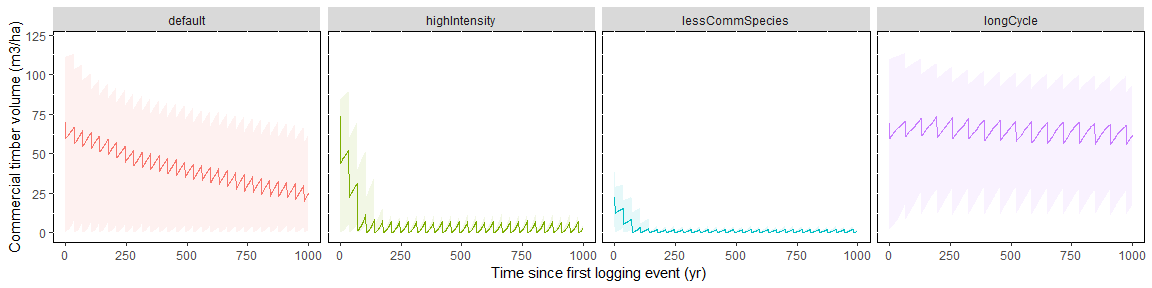 default highIntensity lessCommSpecies longCycle
Commercial timber volume (m3/ha)
125
100
75
50
25
0
0 250 500 750 1000 0 250 500 750 1000 0 250 500 750 1000 0 250 500 750 1000
Time since first logging event (yr)